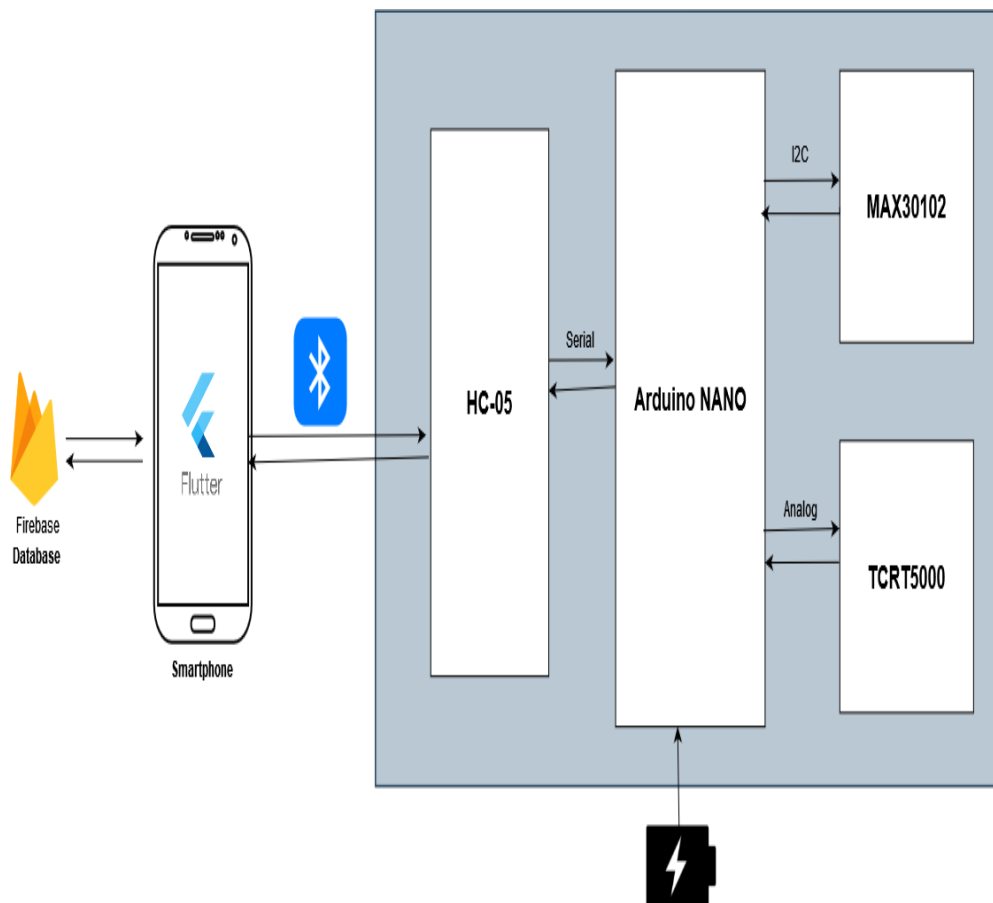 Firebase
Database
Flutter
Smartphone
HC-05
Serial
Arduino NANO
I2C
MAX30102
Analog
TCRT5000